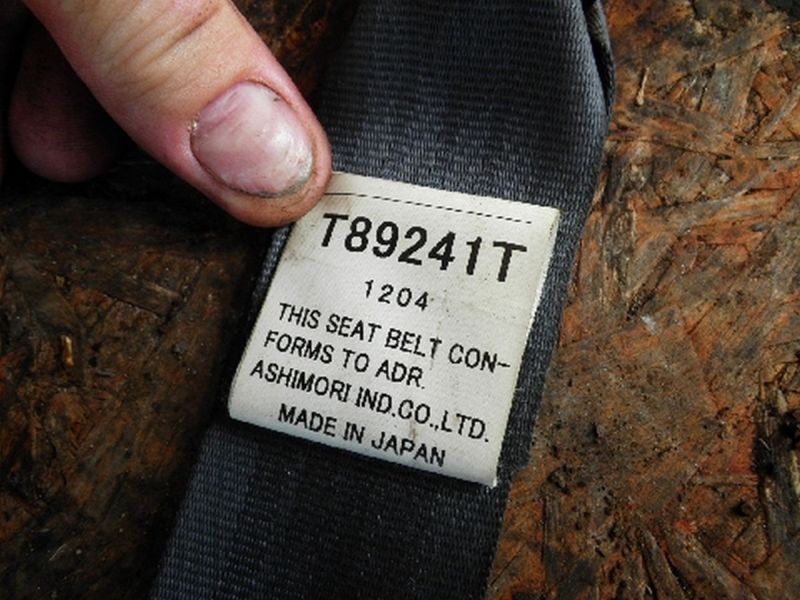 T89241T
1204
THIS SEAT BELT CON-
FORMS TO ADR.
ASHIMORI IND.CO.,LTD.
MADE IN JAPAN